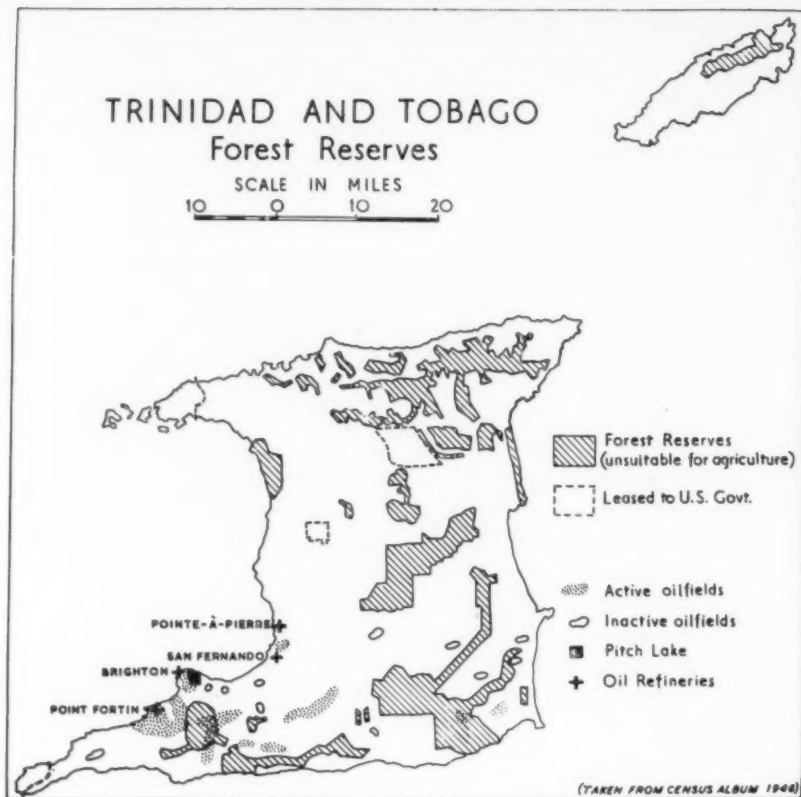 TRINIDAD AND TOBAGO
Forest Reserves
SCALE IN MILES
10 0 10 20
Forest Reserves
(unsuitable for agriculture)
Leased to U.S. Govt.
Active oilfields
Inactive oilfields
Pitch Lake
Oil Refineries
POINTE-À-PIERRE
SAN FERNANDO
BRIGHTON
POINT FORTIN
(TAKEN FROM CENSUS ALBUM 1946)